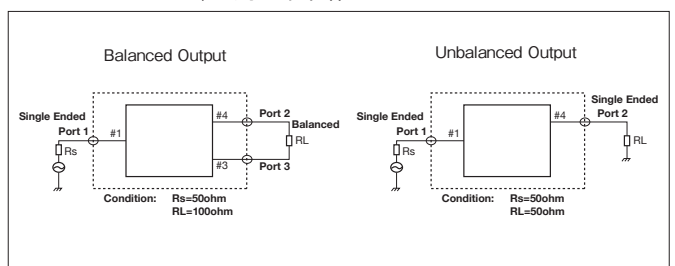 Balanced Output
Single Ended
Port 1
#1
Rs
#4
Port 2
Balanced
RL
#3
Port 3
Condition: Rs=50ohm
RL=100ohm
Unbalanced Output
Single Ended
Port 1
#1
Rs
#4
Single Ended
Port 2
RL
Condition: Rs=50ohm
RL=50ohm